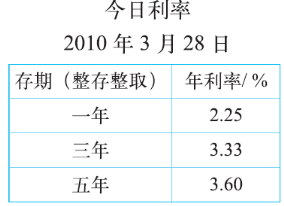 今日利率
2010 年 3 月 28 日
存期（整存整取） 年利率/ %
一年 2.25
三年 3.33
五年 3.60